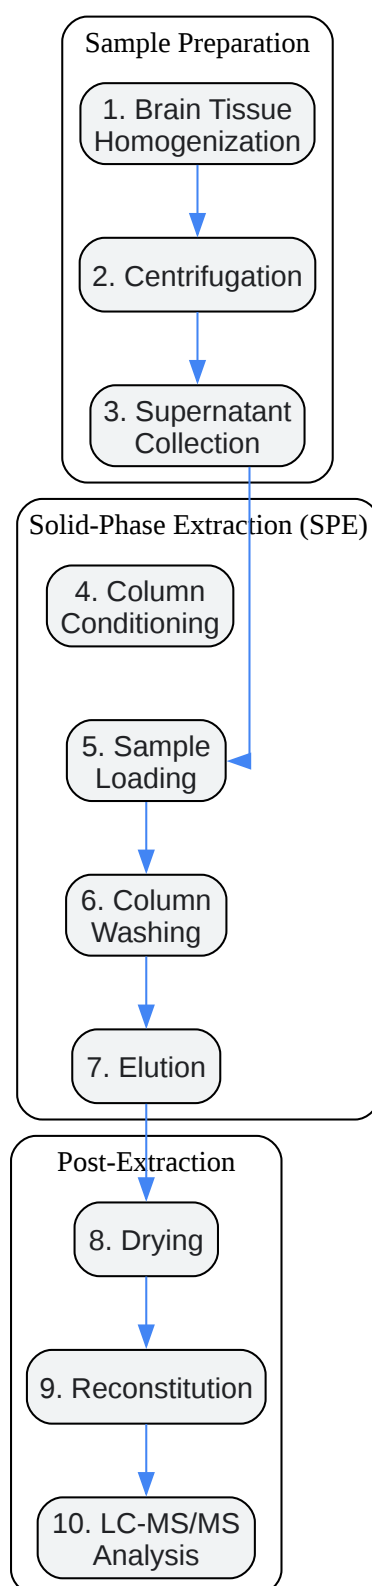 Sample Preparation
1. Brain Tissue
Homogenization
2. Centrifugation
3. Supernatant
Collection
Solid-Phase Extraction (SPE)
4. Column
Conditioning
5. Sample
Loading
6. Column
Washing
7. Elution
Post-Extraction
8. Drying
9. Reconstitution
10. LC-MS/MS
Analysis